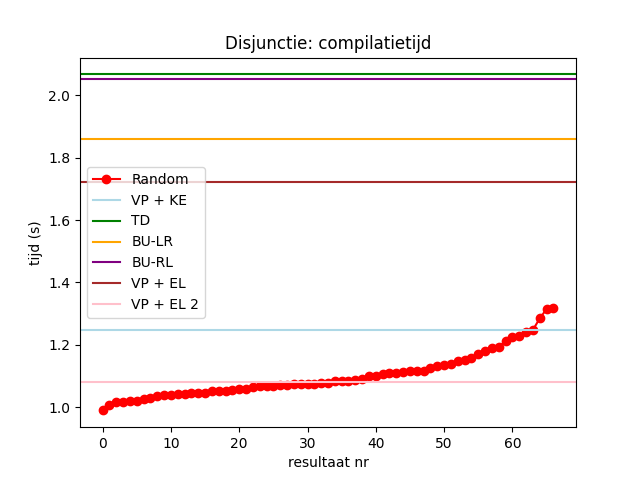 Disjunctie: compilatietijd
tijd (s)
2.0
1.8
1.6
1.4
1.2
1.0
Random
VP + KE
TD
BU-LR
BU-RL
VP + EL
VP + EL 2
0 10 20 30 40 50 60
resultaat nr